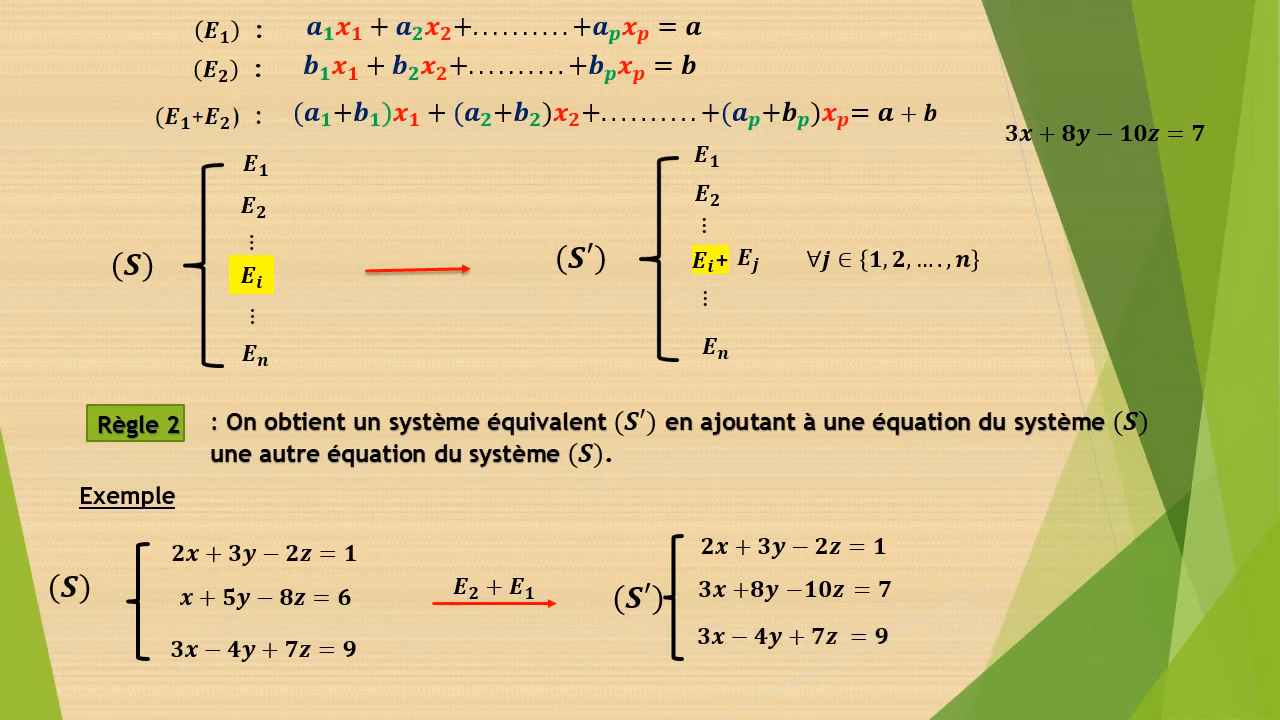 (E₁) : a₁x₁ + a₂x₂+..........+aₚxₚ = a
(E₂) : b₁x₁ + b₂x₂+..........+bₚxₚ = b
(E₁+E₂) : (a₁+b₁)x₁ + (a₂+b₂)x₂+..........+(aₚ+bₚ)xₚ= a + b
3x + 8y − 10z = 7
(S)
E₁
E₂
⋮
Eᵢ
⋮
Eₙ
(S′)
E₁
E₂
⋮
Eᵢ+ Eⱼ ∀j ∈ {1, 2, … . , n}
⋮
Eₙ
Règle 2 : On obtient un système équivalent (S′) en ajoutant à une équation du système (S)
une autre équation du système (S).
Exemple
(S)
2x + 3y − 2z = 1
x + 5y − 8z = 6
3x − 4y + 7z = 9
E₂ + E₁
(S′)
2x + 3y − 2z = 1
3x +8y −10z = 7
3x − 4y + 7z = 9